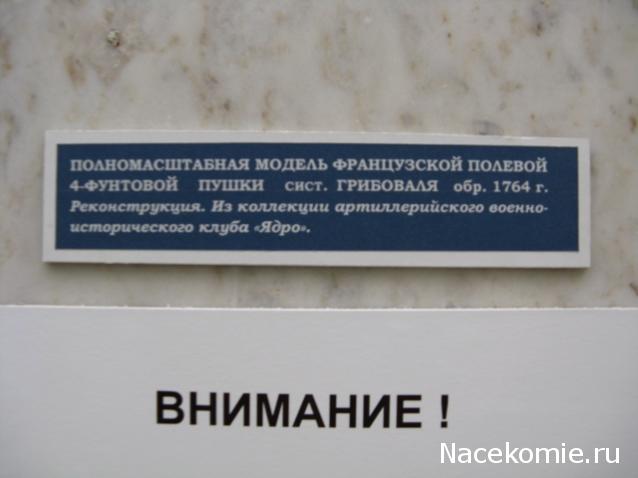 ПОЛНОМАСШТАБНАЯ МОДЕЛЬ ФРАНЦУЗСКОЙ ПОЛЕВОЙ
4-ФУНТОВОЙ ПУШКИ сист. ГРИБОВАЛЯ обр. 1764 г.
Реконструкция. Из коллекции артиллерийского военно-
исторического клуба «Ядро».
ВНИМАНИЕ !
Nacekomie.ru